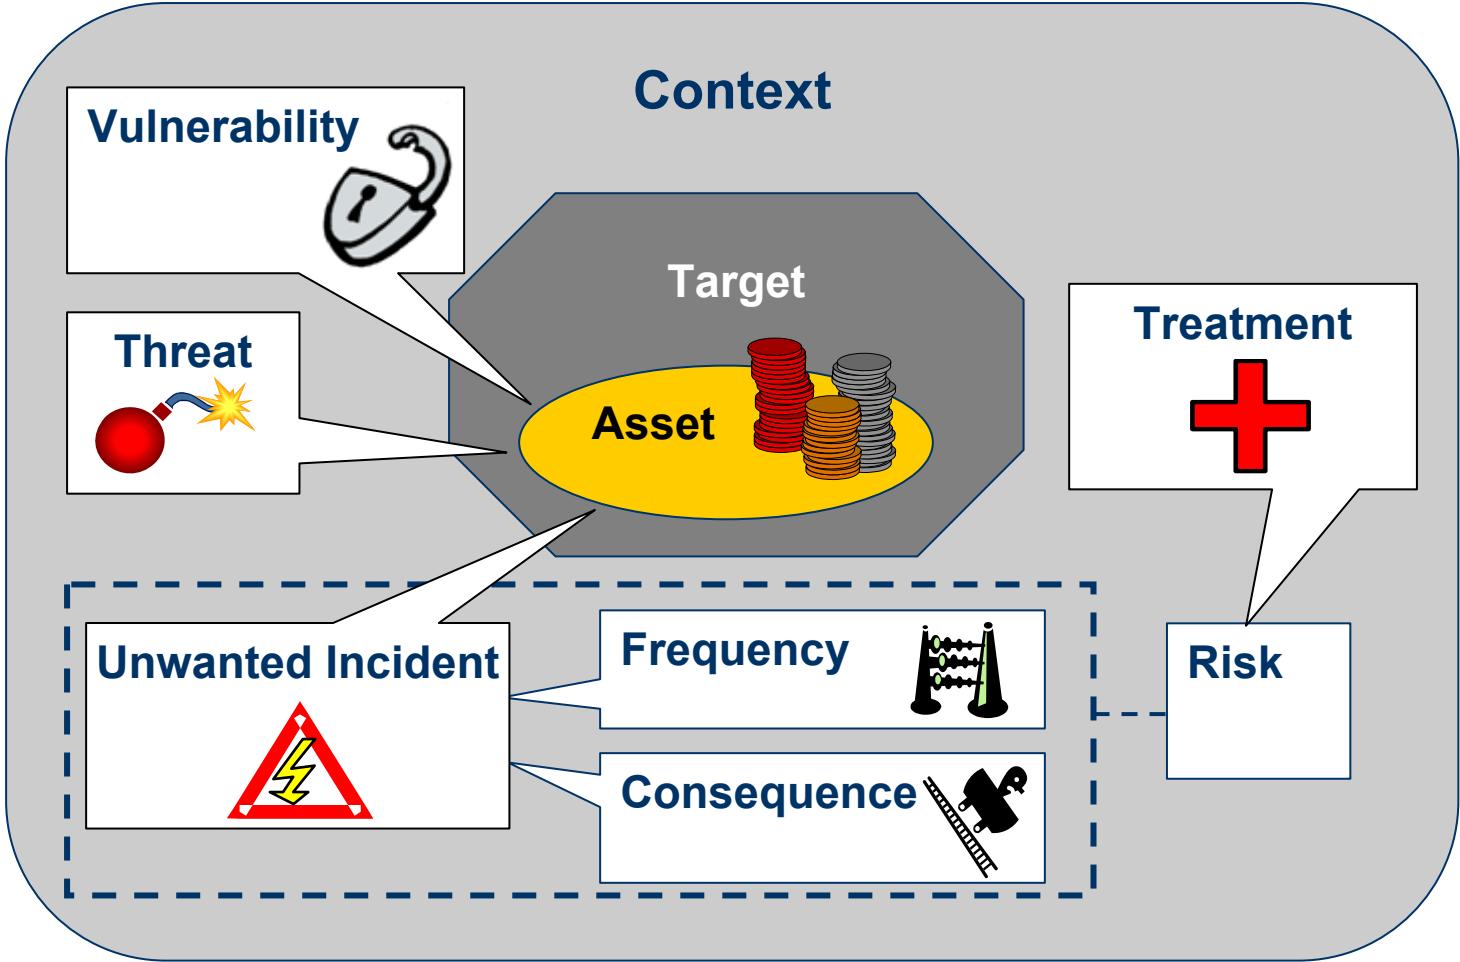 Context
Vulnerability
Target
Threat
Treatment
Asset
Unwanted Incident
Frequency
Risk
Consequence